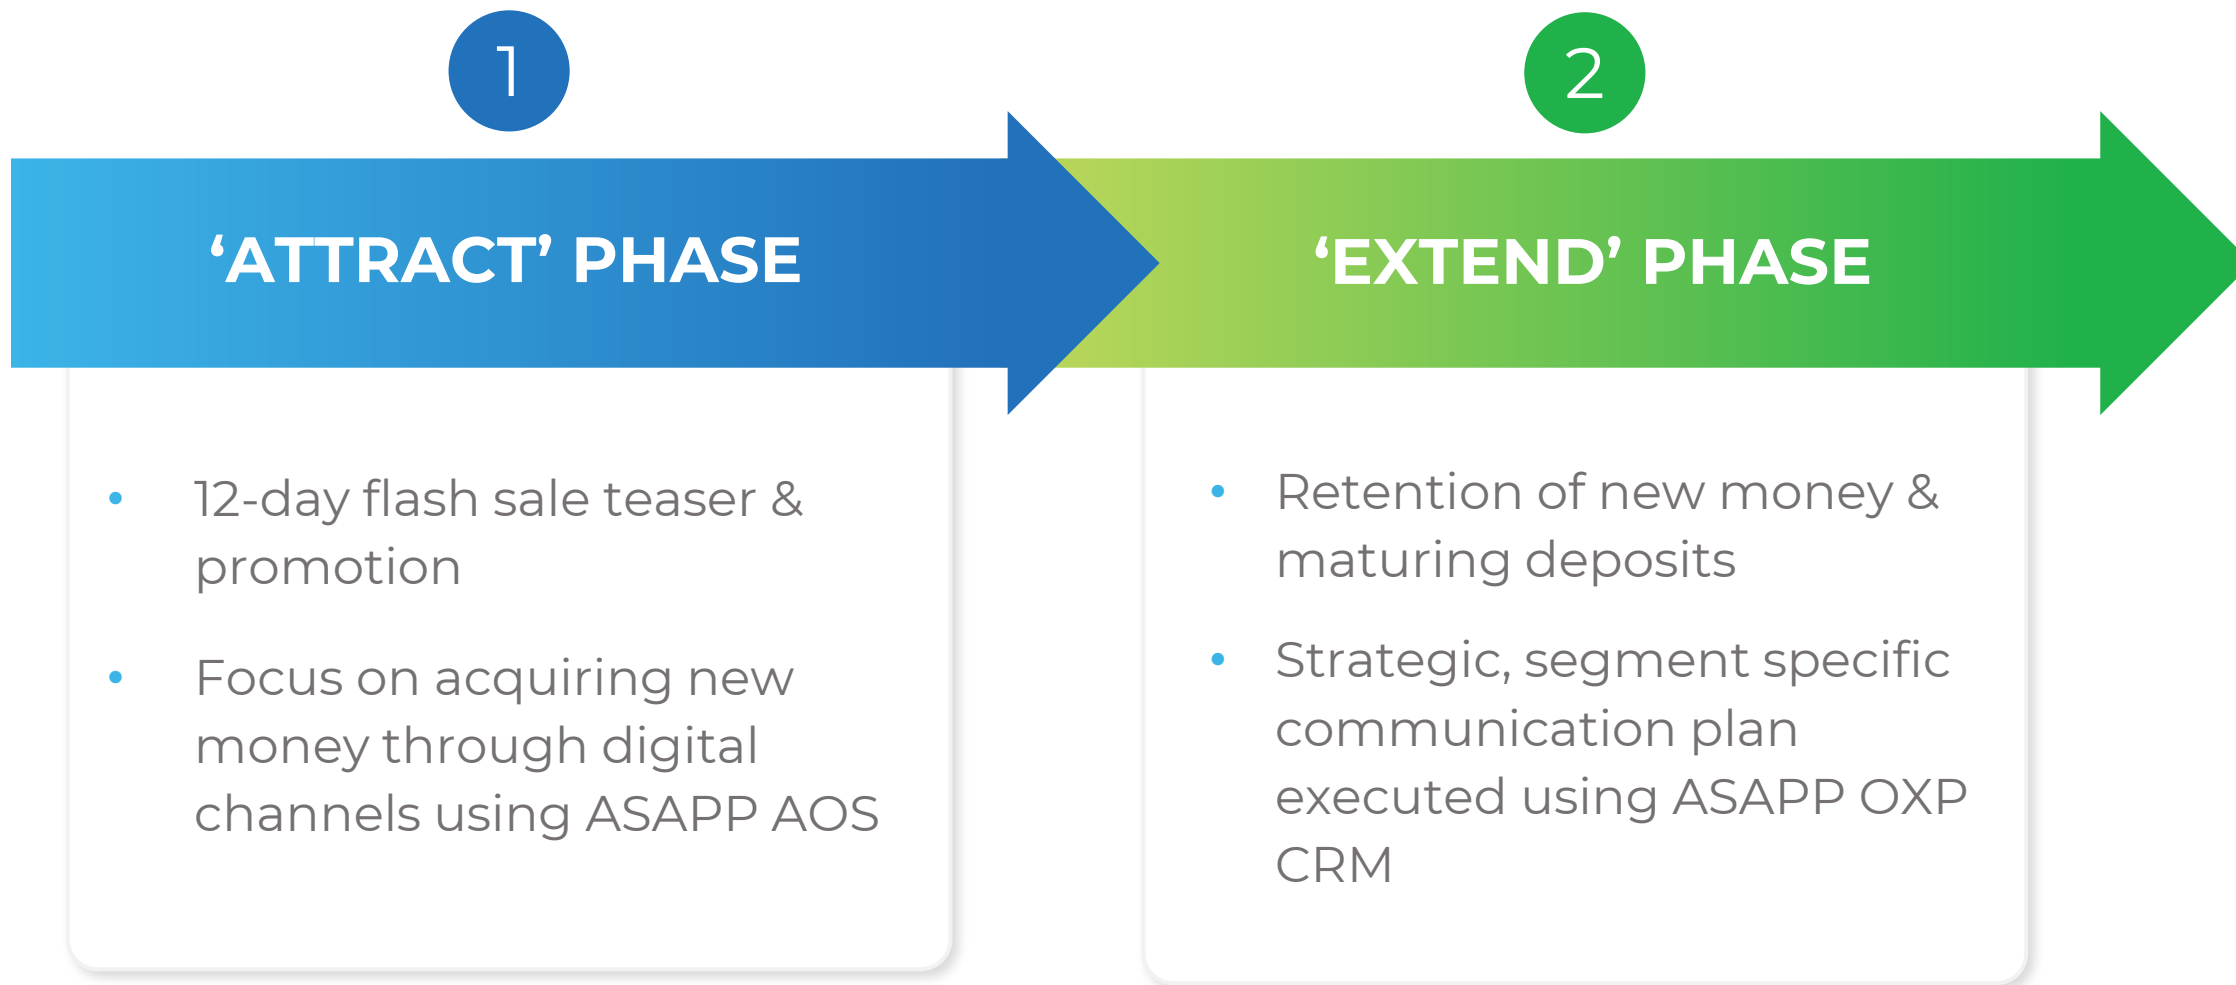 1
‘ATTRACT’ PHASE
• 12-day flash sale teaser &
promotion
• Focus on acquiring new
money through digital
channels using ASAPP AOS
2
‘EXTEND’ PHASE
• Retention of new money &
maturing deposits
• Strategic, segment specific
communication plan
executed using ASAPP OXP
CRM